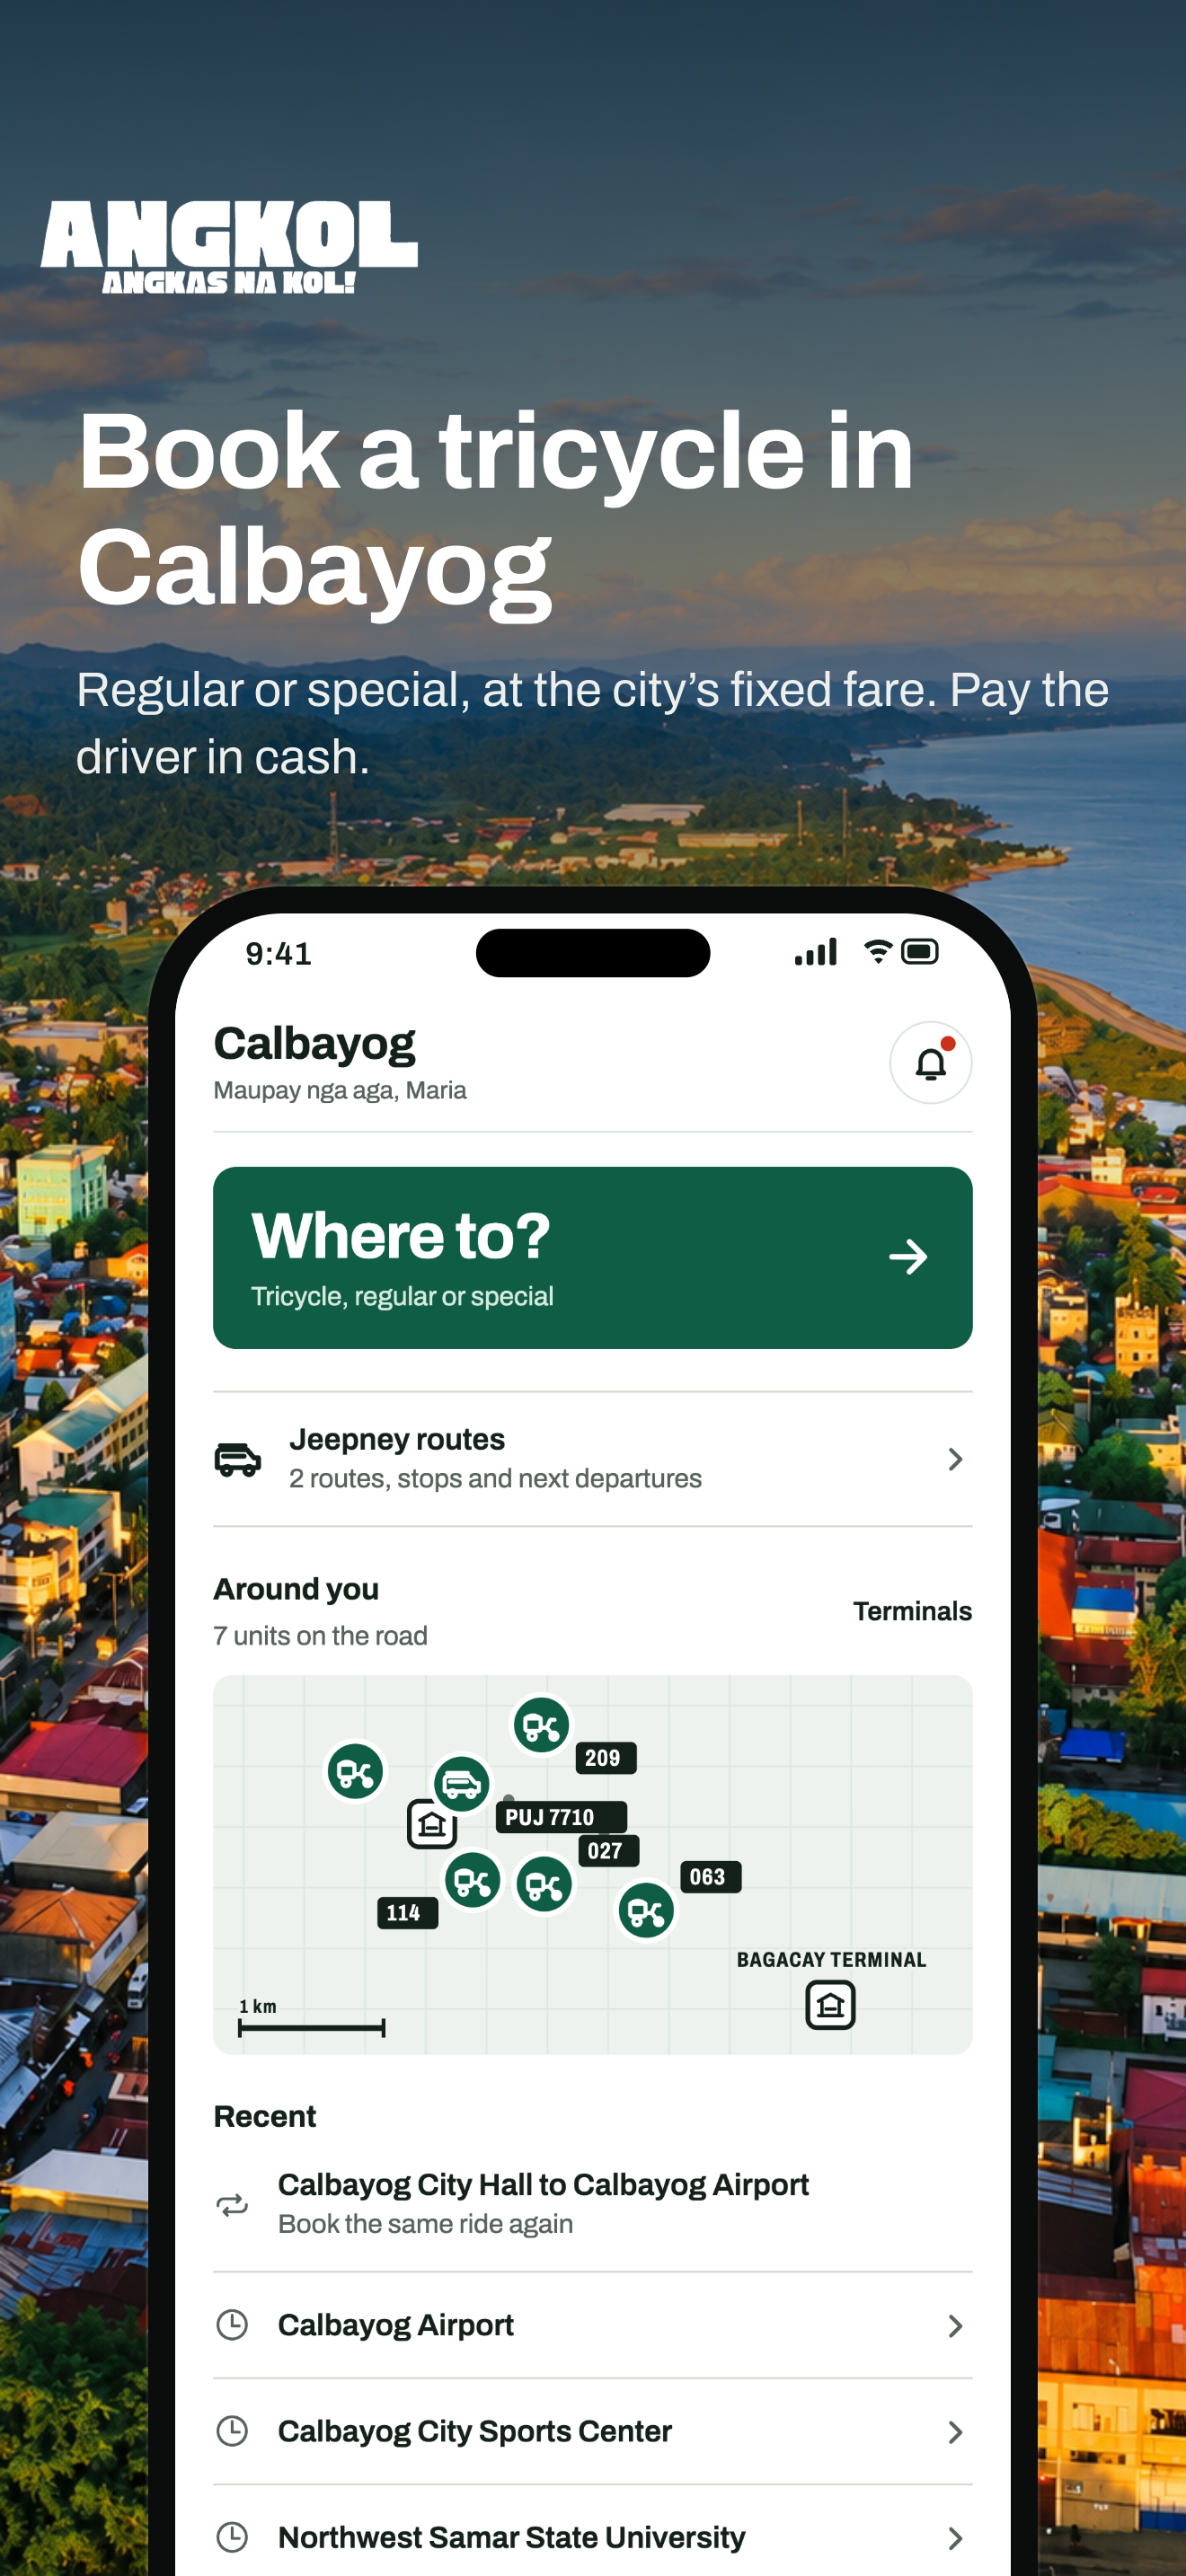 ANGKOL
ANGKAS NA KOL!
Book a tricycle in
Calbayog
Regular or special, at the city’s fixed fare. Pay the
driver in cash.
9:41
Calbayog
Maupay nga aga, Maria
Where to?
Tricycle, regular or special
Jeepney routes
2 routes, stops and next departures
Around you
7 units on the road
Terminals
209
PUJ 7710
027
063
114
BAGACAY TERMINAL
1 km
Recent
Calbayog City Hall to Calbayog Airport
Book the same ride again
Calbayog Airport
Calbayog City Sports Center
Northwest Samar State University